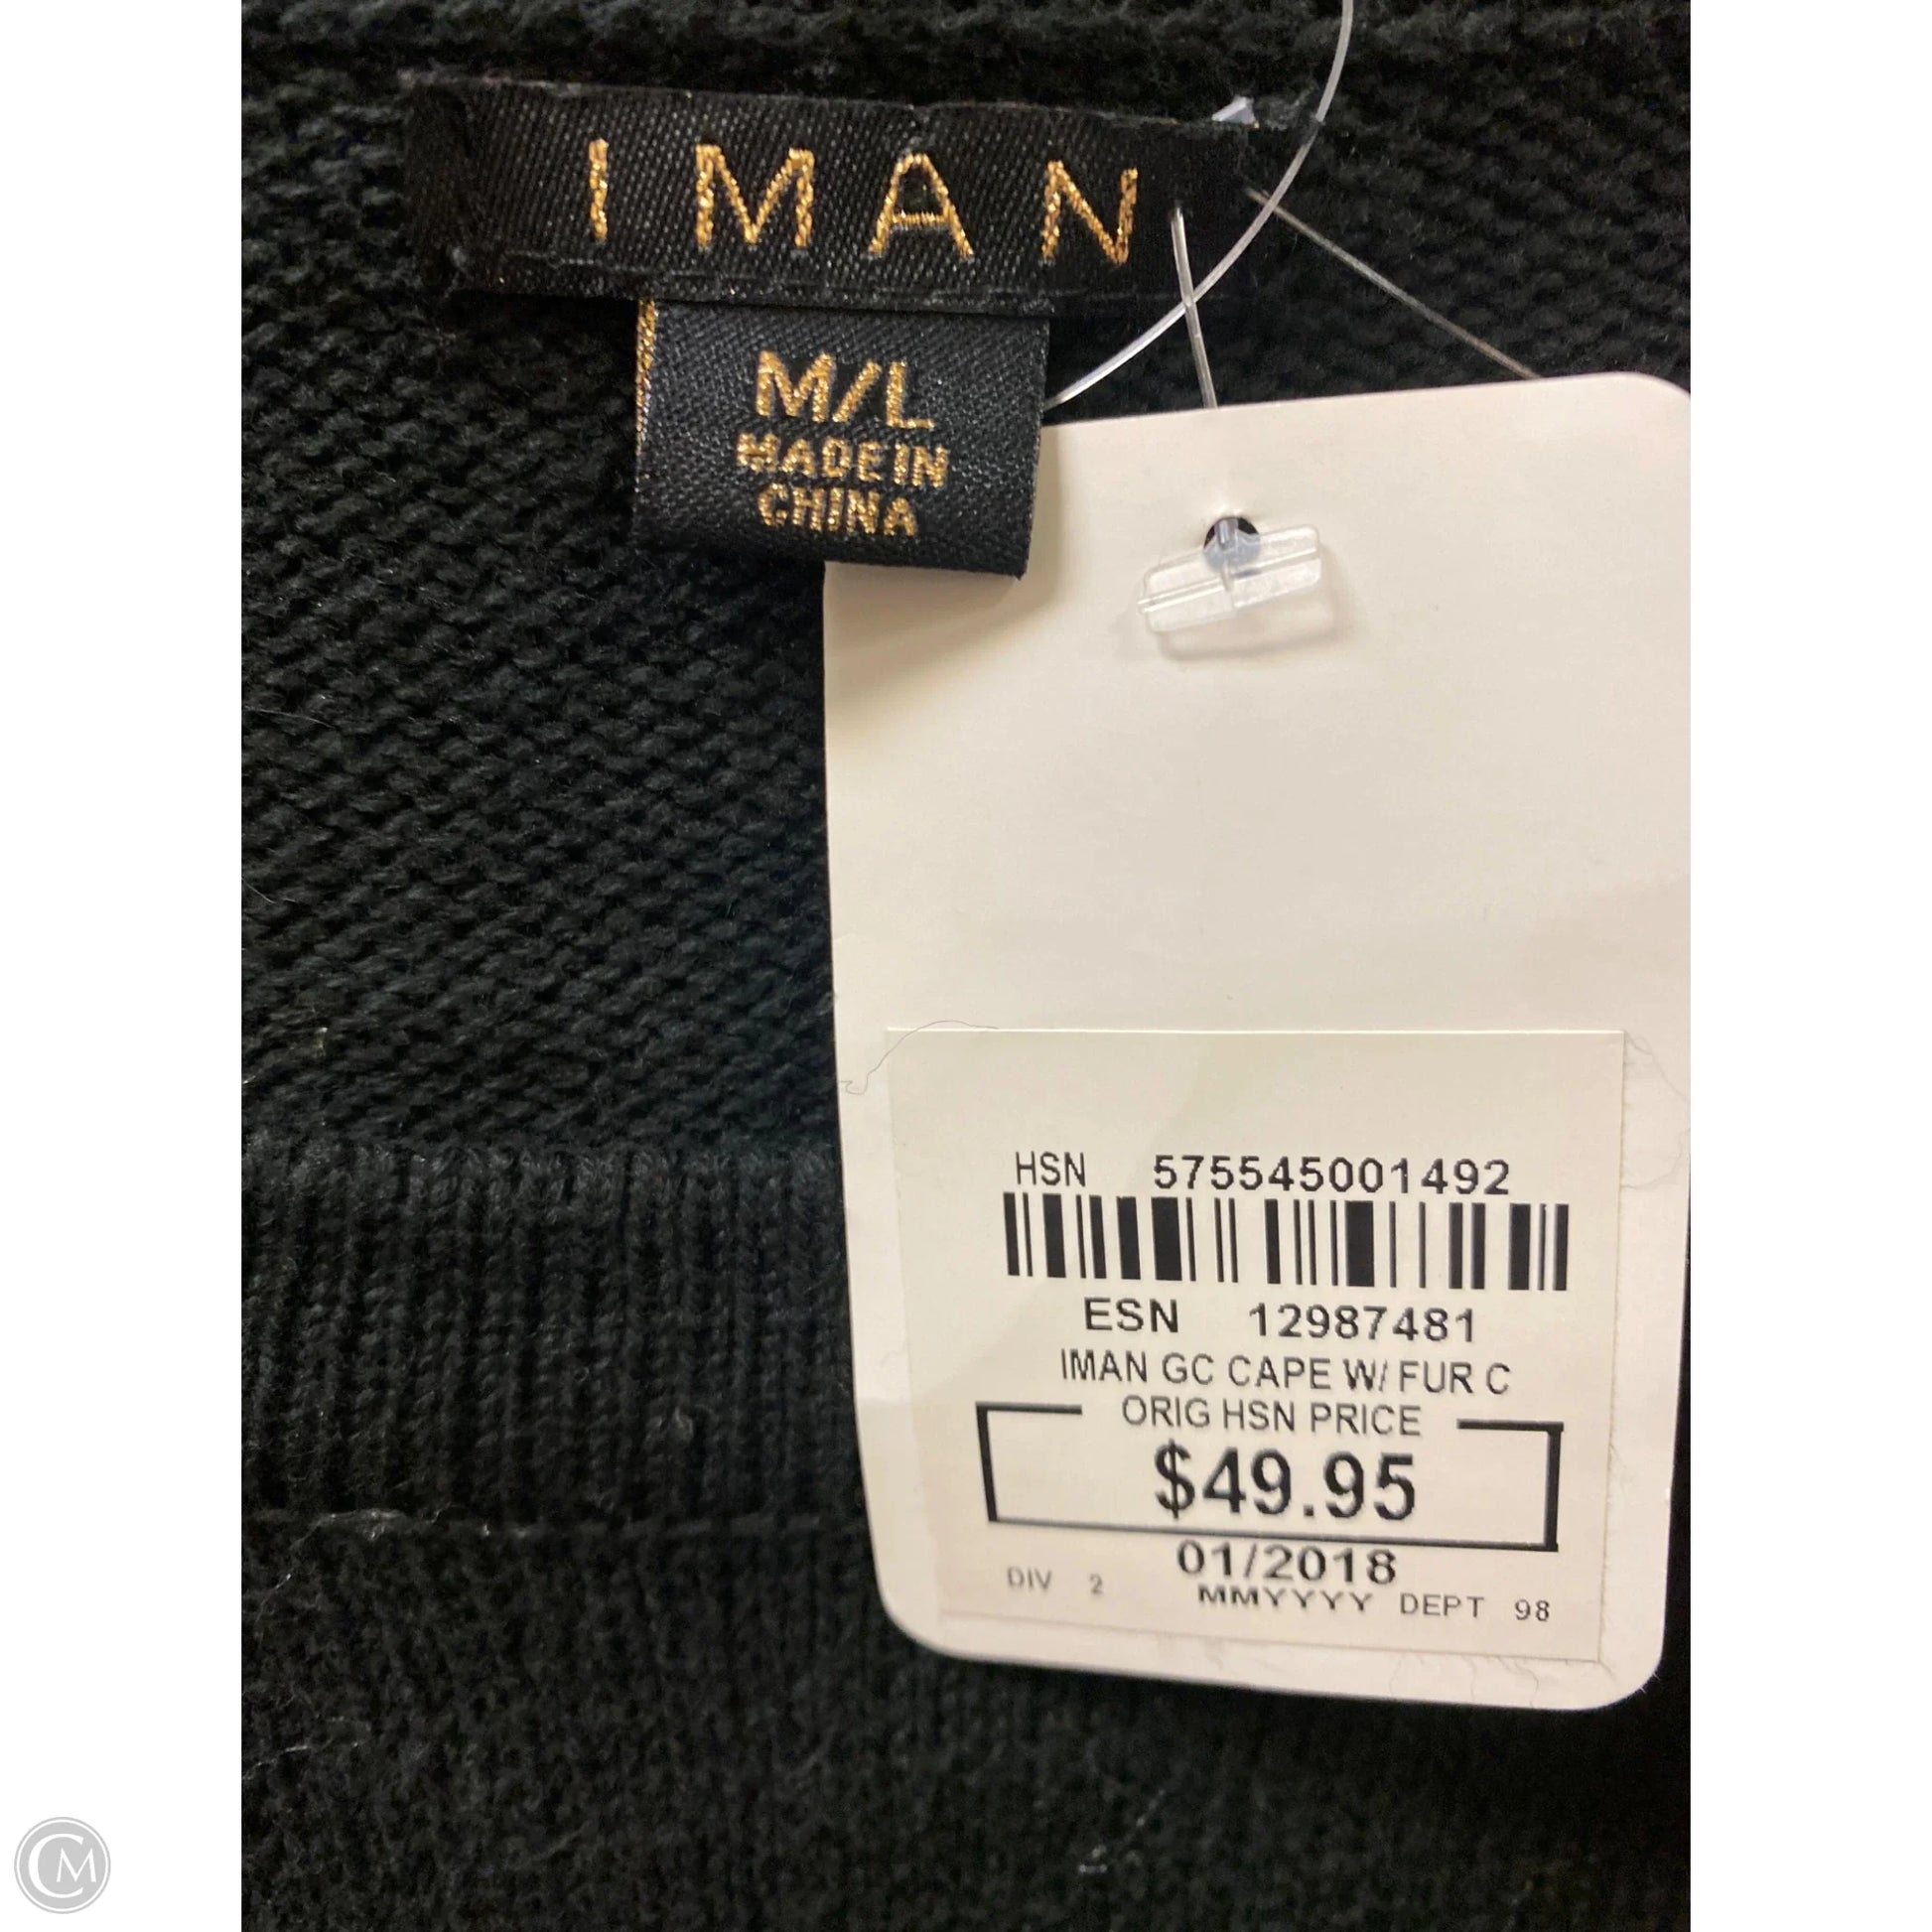 IMAN
M/L
MADE IN
CHINA
HSN 575545001492
ESN 12987481
IMAN GC CAPE W/ FUR C
ORIG HSN PRICE
$49.95
01/2018
DIV 2 MMYYYY DEPT 98
CM